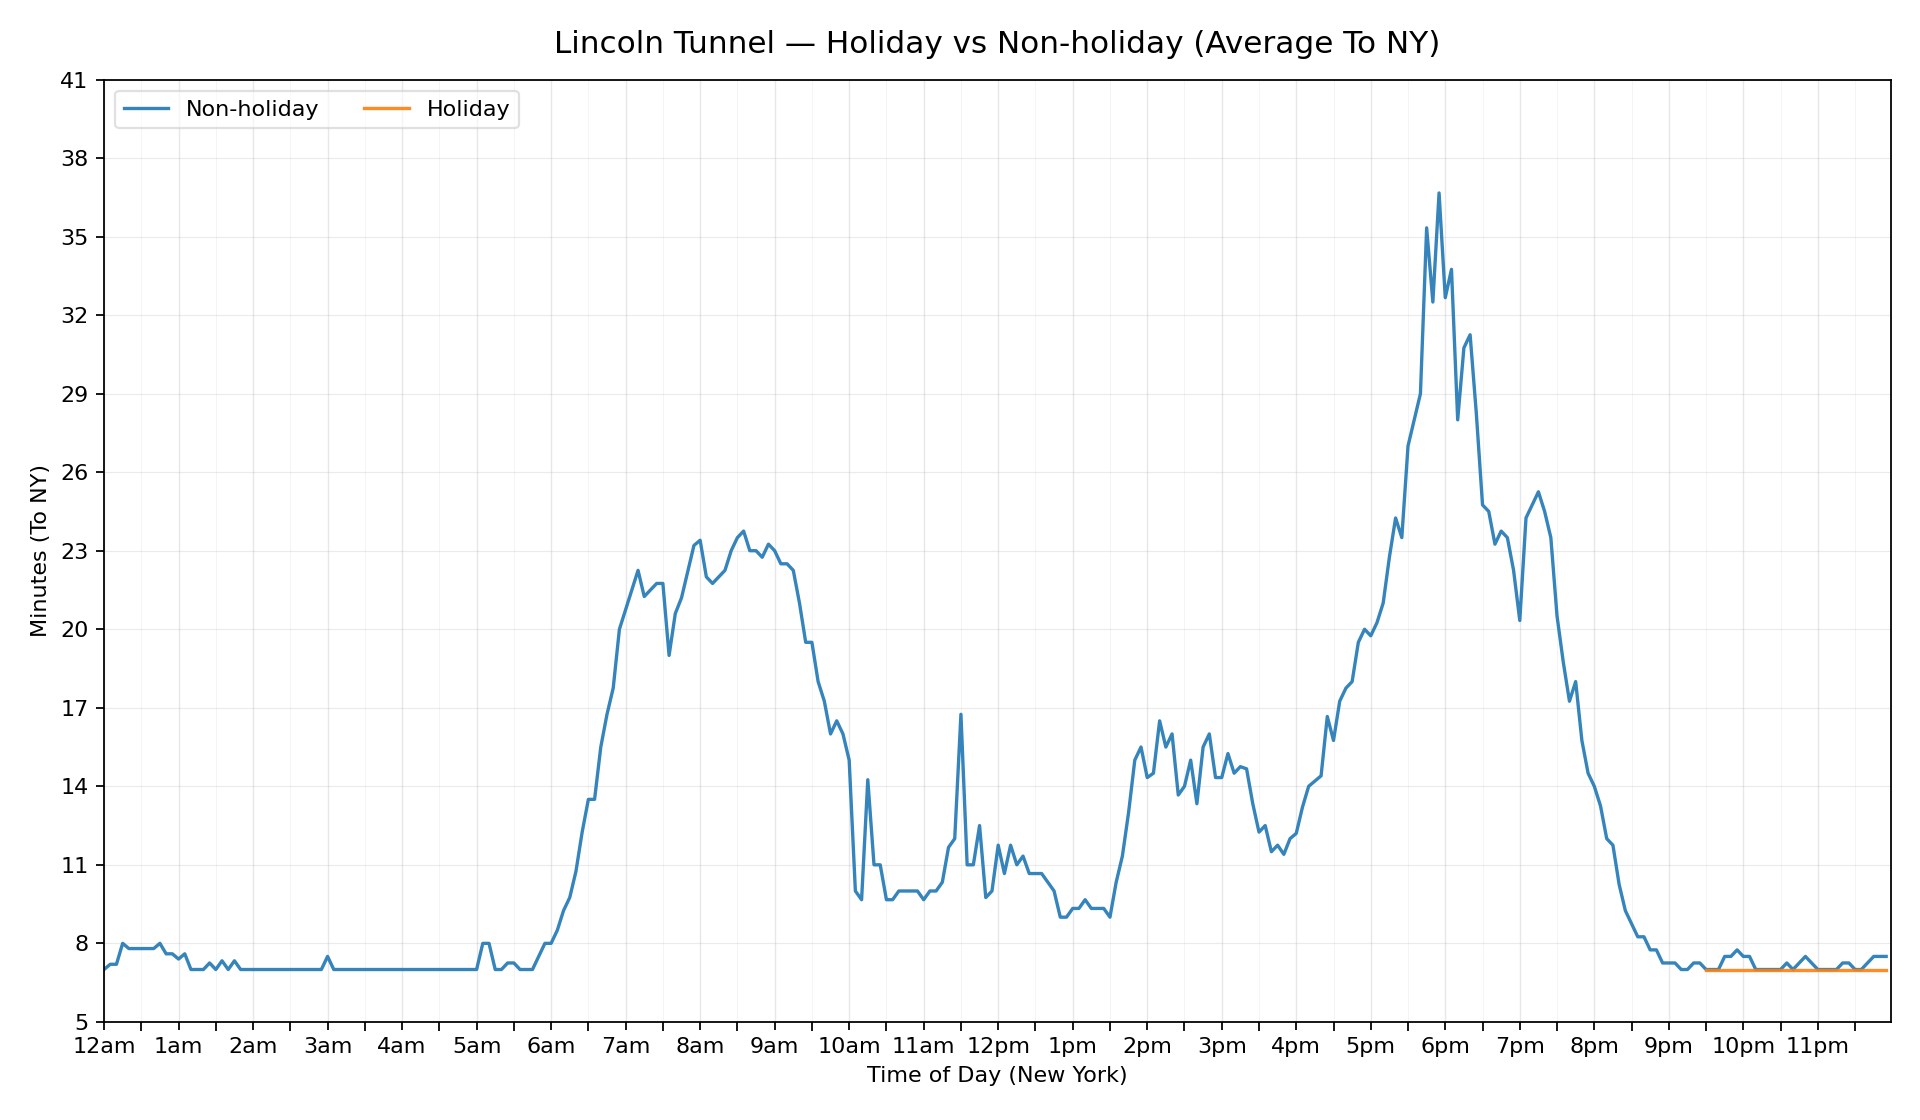 Lincoln Tunnel — Holiday vs Non-holiday (Average To NY)
Non-holiday Holiday
41
38
35
32
29
26
23
20
17
14
11
8
5
Minutes (To NY)
12am 1am 2am 3am 4am 5am 6am 7am 8am 9am 10am 11am 12pm 1pm 2pm 3pm 4pm 5pm 6pm 7pm 8pm 9pm 10pm 11pm
Time of Day (New York)